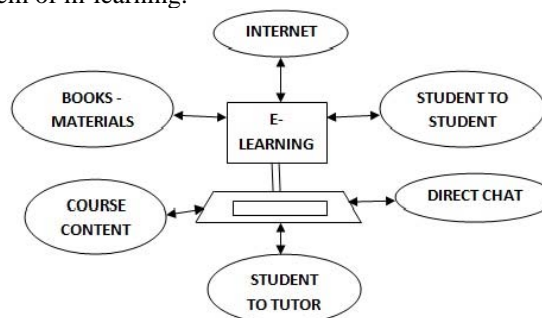 INTERNET
BOOKS -
MATERIALS
E-
LEARNING
STUDENT TO
STUDENT
COURSE
CONTENT
DIRECT CHAT
STUDENT
TO TUTOR